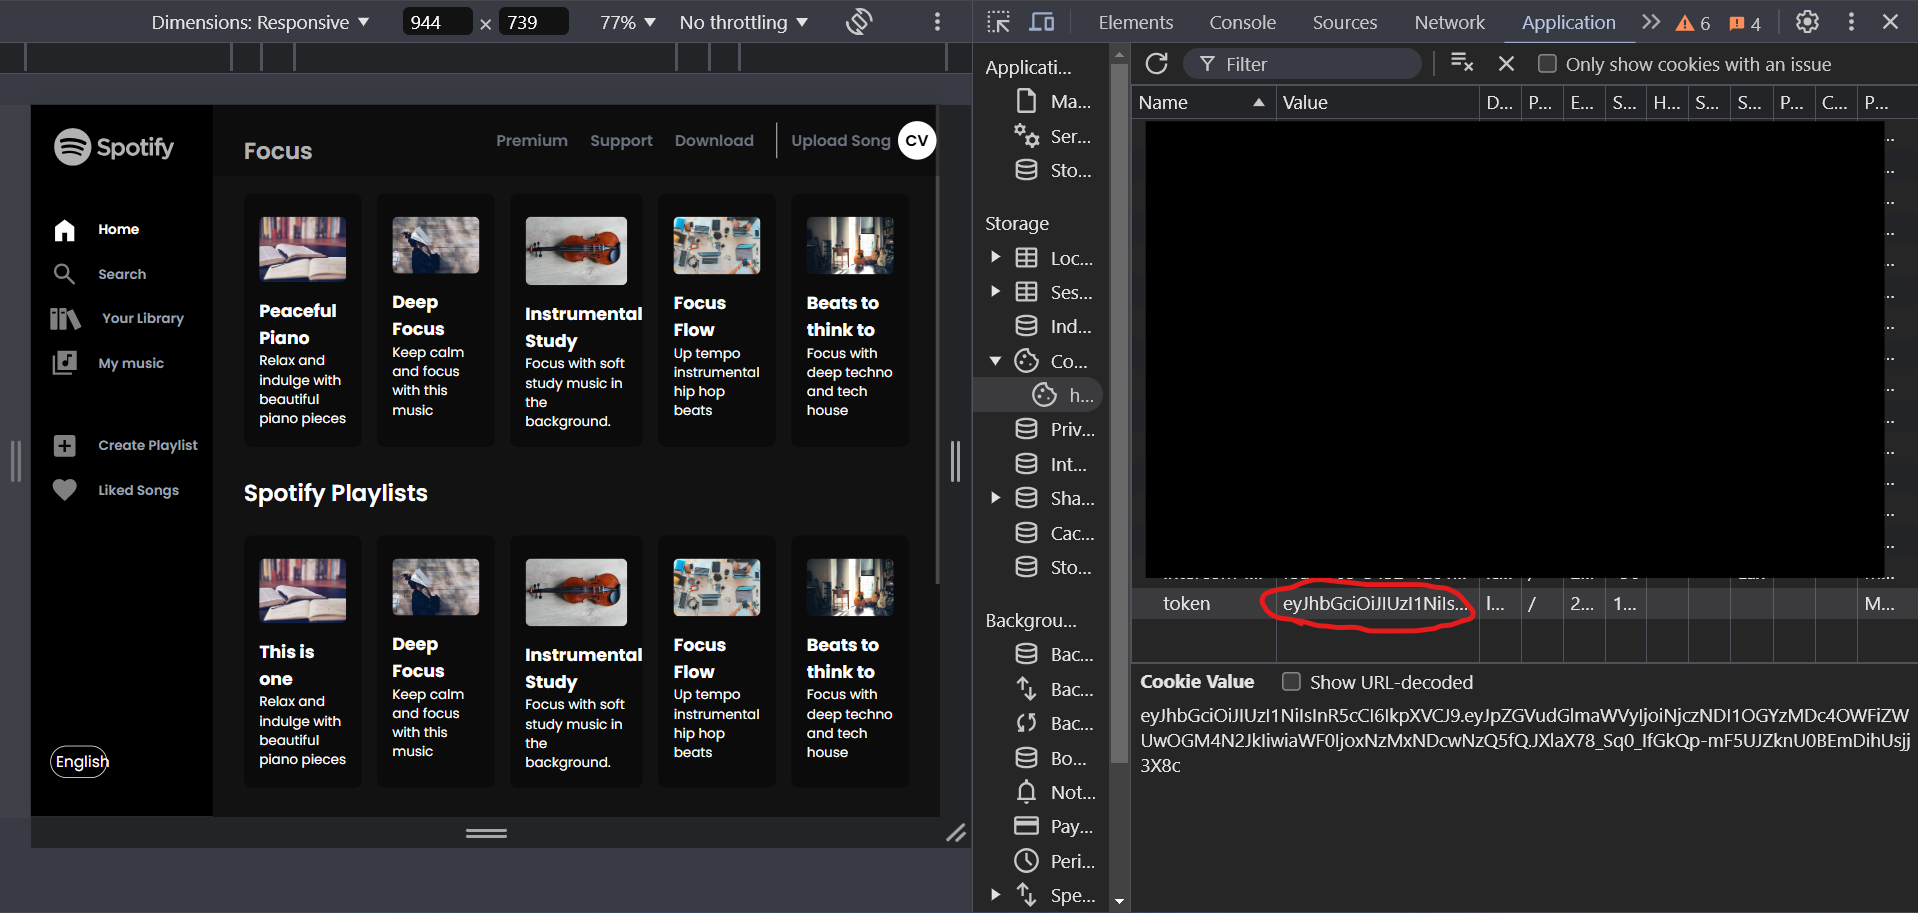 Dimensions: Responsive ▼ 944 × 739 77% ▼ No throttling ▼
Elements Console Sources Network Application 6 4
Applicati...
Ma...
Ser...
Sto...
Storage
Loc...
Ses...
Ind...
Co...
h...
Priv...
Int...
Sha...
Cac...
Sto...
Backgrou...
Bac...
Bac...
Bac...
Bo...
Not...
Pay...
Peri...
Spe...
Filter Only show cookies with an issue
Name Value D... P... E... S... H... S... S... P... C... P...
token eyJhbGciOiJIUzI1NiIs... l... / 2... 1... M...
Cookie Value Show URL-decoded
eyJhbGciOiJIUzI1NiIsInR5cCI6IkpXVCJ9.eyJpZGVudGlmaWVyIjoiNjczNDI1OGYzMDc4OWFiZW
UwOGM4N2JkIiwiaWF0IjoxNzMxNDcwNzQ5fQ.JXlaX78_Sq0_IfGkQp-mF5UJZknU0BEmDihUsjj
3X8c
Spotify
Home
Search
Your Library
My music
Create Playlist
Liked Songs
English
Focus
Premium Support Download Upload Song CV
Peaceful
Piano
Relax and
indulge with
beautiful
piano pieces
Deep
Focus
Keep calm
and focus
with this
music
Instrumental
Study
Focus with soft
study music in
the
background.
Focus
Flow
Up tempo
instrumental
hip hop
beats
Beats to
think to
Focus with
deep techno
and tech
house
Spotify Playlists
This is
one
Relax and
indulge with
beautiful
piano pieces
Deep
Focus
Keep calm
and focus
with this
music
Instrumental
Study
Focus with soft
study music in
the
background.
Focus
Flow
Up tempo
instrumental
hip hop
beats
Beats to
think to
Focus with
deep techno
and tech
house